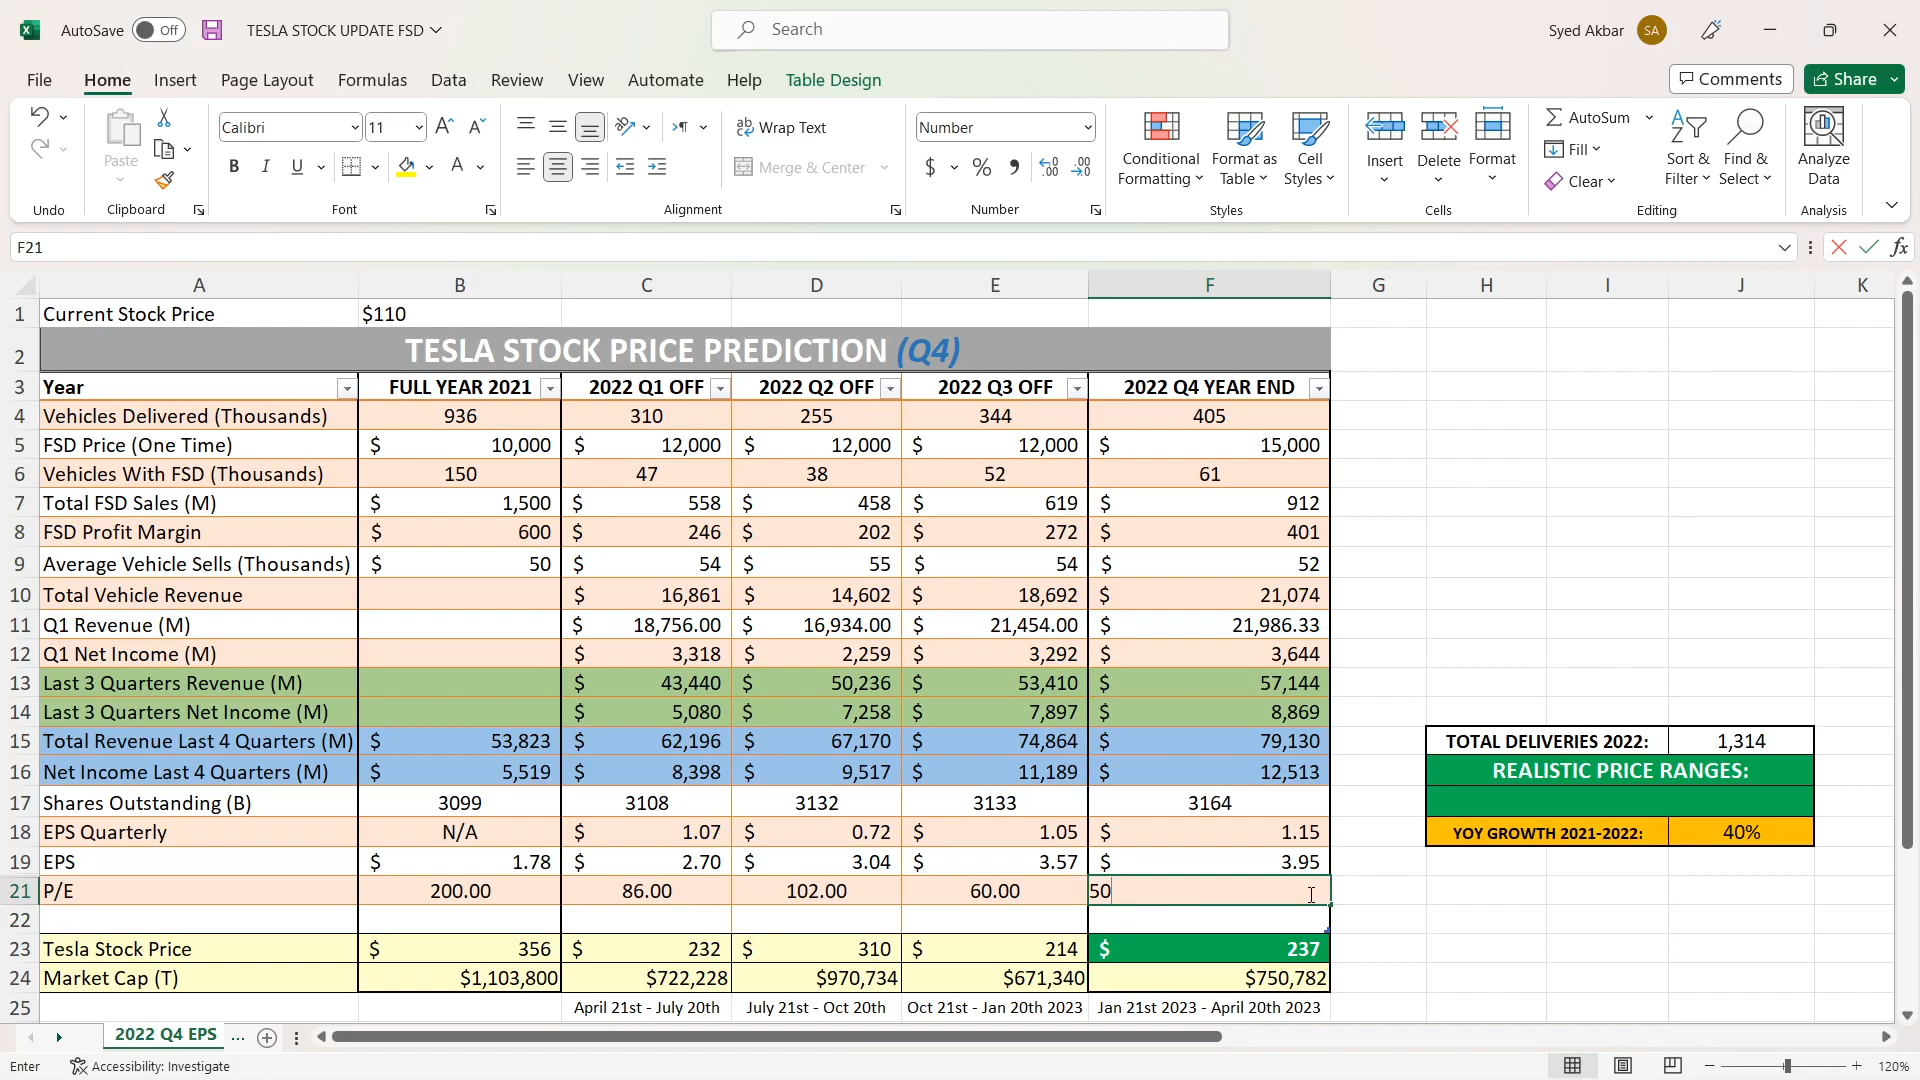 AutoSave Off TESLA STOCK UPDATE FSD Search Syed Akbar SA
File Home Insert Page Layout Formulas Data Review View Automate Help Table Design Comments Share
Paste Calibri 11 Wrap Text Number AutoSum
Merge & Center Conditional Formatting Format as Table Cell Styles Insert Delete Format Fill Clear Sort & Filter Find & Select Analyze Data
Undo Clipboard Font Alignment Number Styles Cells Editing Analysis
F21
A B C D E F G H I J K
1 Current Stock Price $110
2 TESLA STOCK PRICE PREDICTION (Q4)
3 Year FULL YEAR 2021 2022 Q1 OFF 2022 Q2 OFF 2022 Q3 OFF 2022 Q4 YEAR END
4 Vehicles Delivered (Thousands) 936 310 255 344 405
5 FSD Price (One Time) $ 10,000 $ 12,000 $ 12,000 $ 12,000 $ 15,000
6 Vehicles With FSD (Thousands) 150 47 38 52 61
7 Total FSD Sales (M) $ 1,500 $ 558 $ 458 $ 619 $ 912
8 FSD Profit Margin $ 600 $ 246 $ 202 $ 272 $ 401
9 Average Vehicle Sells (Thousands) $ 50 $ 54 $ 55 $ 54 $ 52
10 Total Vehicle Revenue $ 16,861 $ 14,602 $ 18,692 $ 21,074
11 Q1 Revenue (M) $ 18,756.00 $ 16,934.00 $ 21,454.00 $ 21,986.33
12 Q1 Net Income (M) $ 3,318 $ 2,259 $ 3,292 $ 3,644
13 Last 3 Quarters Revenue (M) $ 43,440 $ 50,236 $ 53,410 $ 57,144
14 Last 3 Quarters Net Income (M) $ 5,080 $ 7,258 $ 7,897 $ 8,869
15 Total Revenue Last 4 Quarters (M) $ 53,823 $ 62,196 $ 67,170 $ 74,864 $ 79,130 TOTAL DELIVERIES 2022: 1,314
16 Net Income Last 4 Quarters (M) $ 5,519 $ 8,398 $ 9,517 $ 11,189 $ 12,513 REALISTIC PRICE RANGES:
17 Shares Outstanding (B) 3099 3108 3132 3133 3164
18 EPS Quarterly N/A $ 1.07 $ 0.72 $ 1.05 $ 1.15 YOY GROWTH 2021-2022: 40%
19 EPS $ 1.78 $ 2.70 $ 3.04 $ 3.57 $ 3.95
21 P/E 200.00 86.00 102.00 60.00 50
22
23 Tesla Stock Price $ 356 $ 232 $ 310 $ 214 $ 237
24 Market Cap (T) $1,103,800 $722,228 $970,734 $671,340 $750,782
25 April 21st - July 20th July 21st - Oct 20th Oct 21st - Jan 20th 2023 Jan 21st 2023 - April 20th 2023
2022 Q4 EPS ...
Enter Accessibility: Investigate 120%